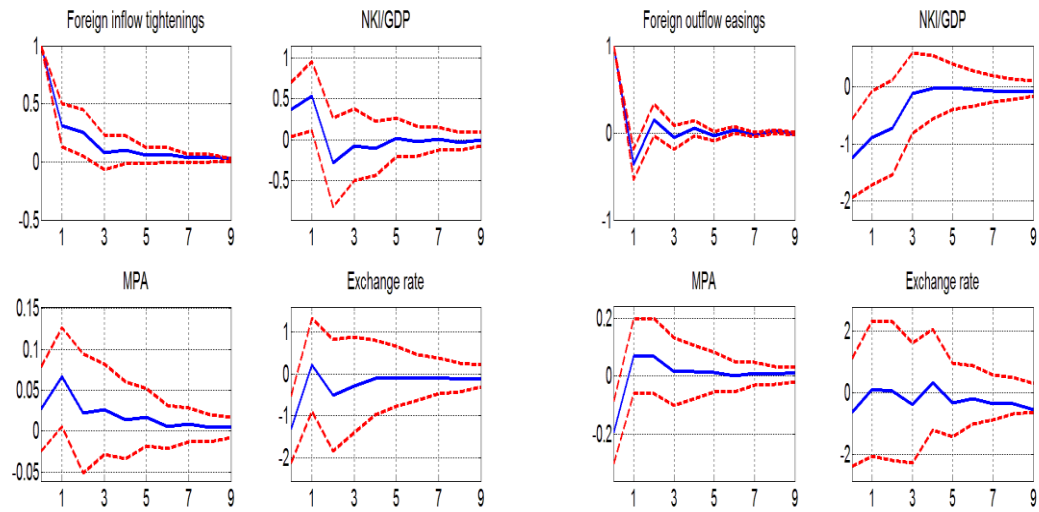 Foreign inflow tightenings
NKI/GDP
Foreign outflow easings
NKI/GDP
1
0.5
0
-0.5
1 3 5 7 9
1
0.5
0
-0.5
1 3 5 7 9
1
0
-1
1 3 5 7 9
0
-1
-2
1 3 5 7 9
MPA
Exchange rate
MPA
Exchange rate
0.15
0.1
0.05
0
-0.05
1 3 5 7 9
1
0
-1
-2
1 3 5 7 9
0.2
0
-0.2
1 3 5 7 9
2
0
-2
1 3 5 7 9